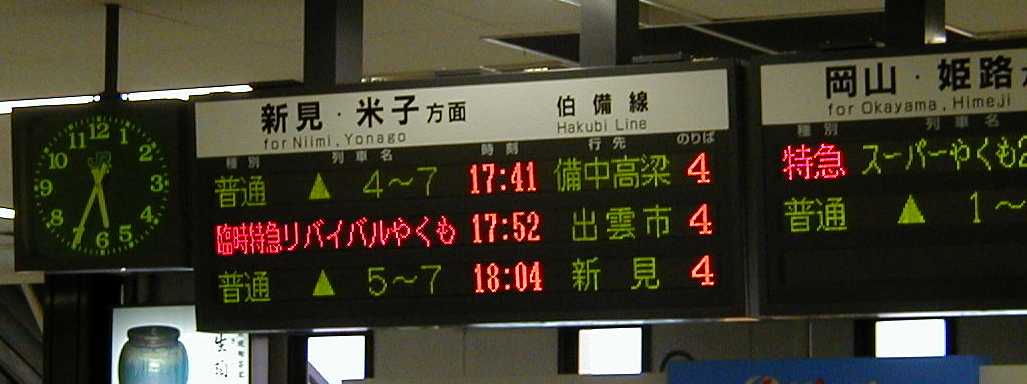 12
1
2
3
4
5
6
7
8
9
10
11
JR
新見・米子方面 伯備線
for Niimi, Yonago Hakubi Line
種別 列車名 時刻 行先 のりば
普通 ▲ 4～7 17:41 備中高梁 4
臨時特急リバイバルやくも 17:52 出雲市 4
普通 ▲ 5～7 18:04 新見 4
岡山・姫路
for Okayama, Himeji
種別 列車名
特急 スーパーやくも2
普通 ▲ 1～